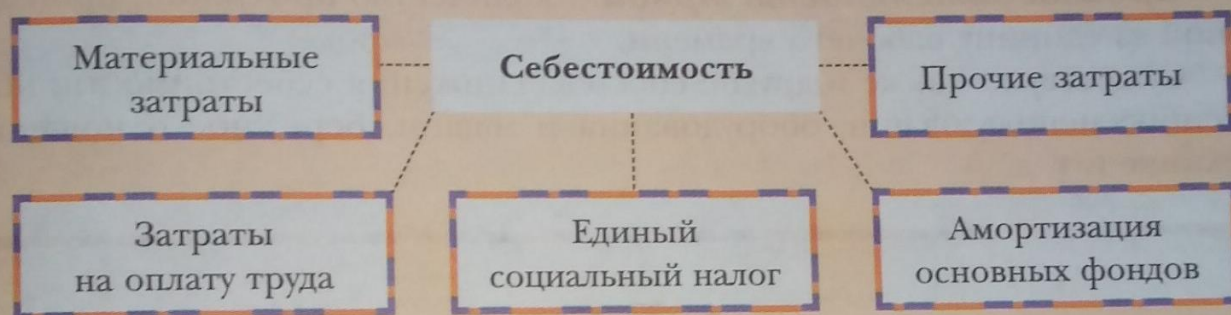 Материальные
затраты
Себестоимость
Прочие затраты
Затраты
на оплату труда
Единый
социальный налог
Амортизация
основных фондов